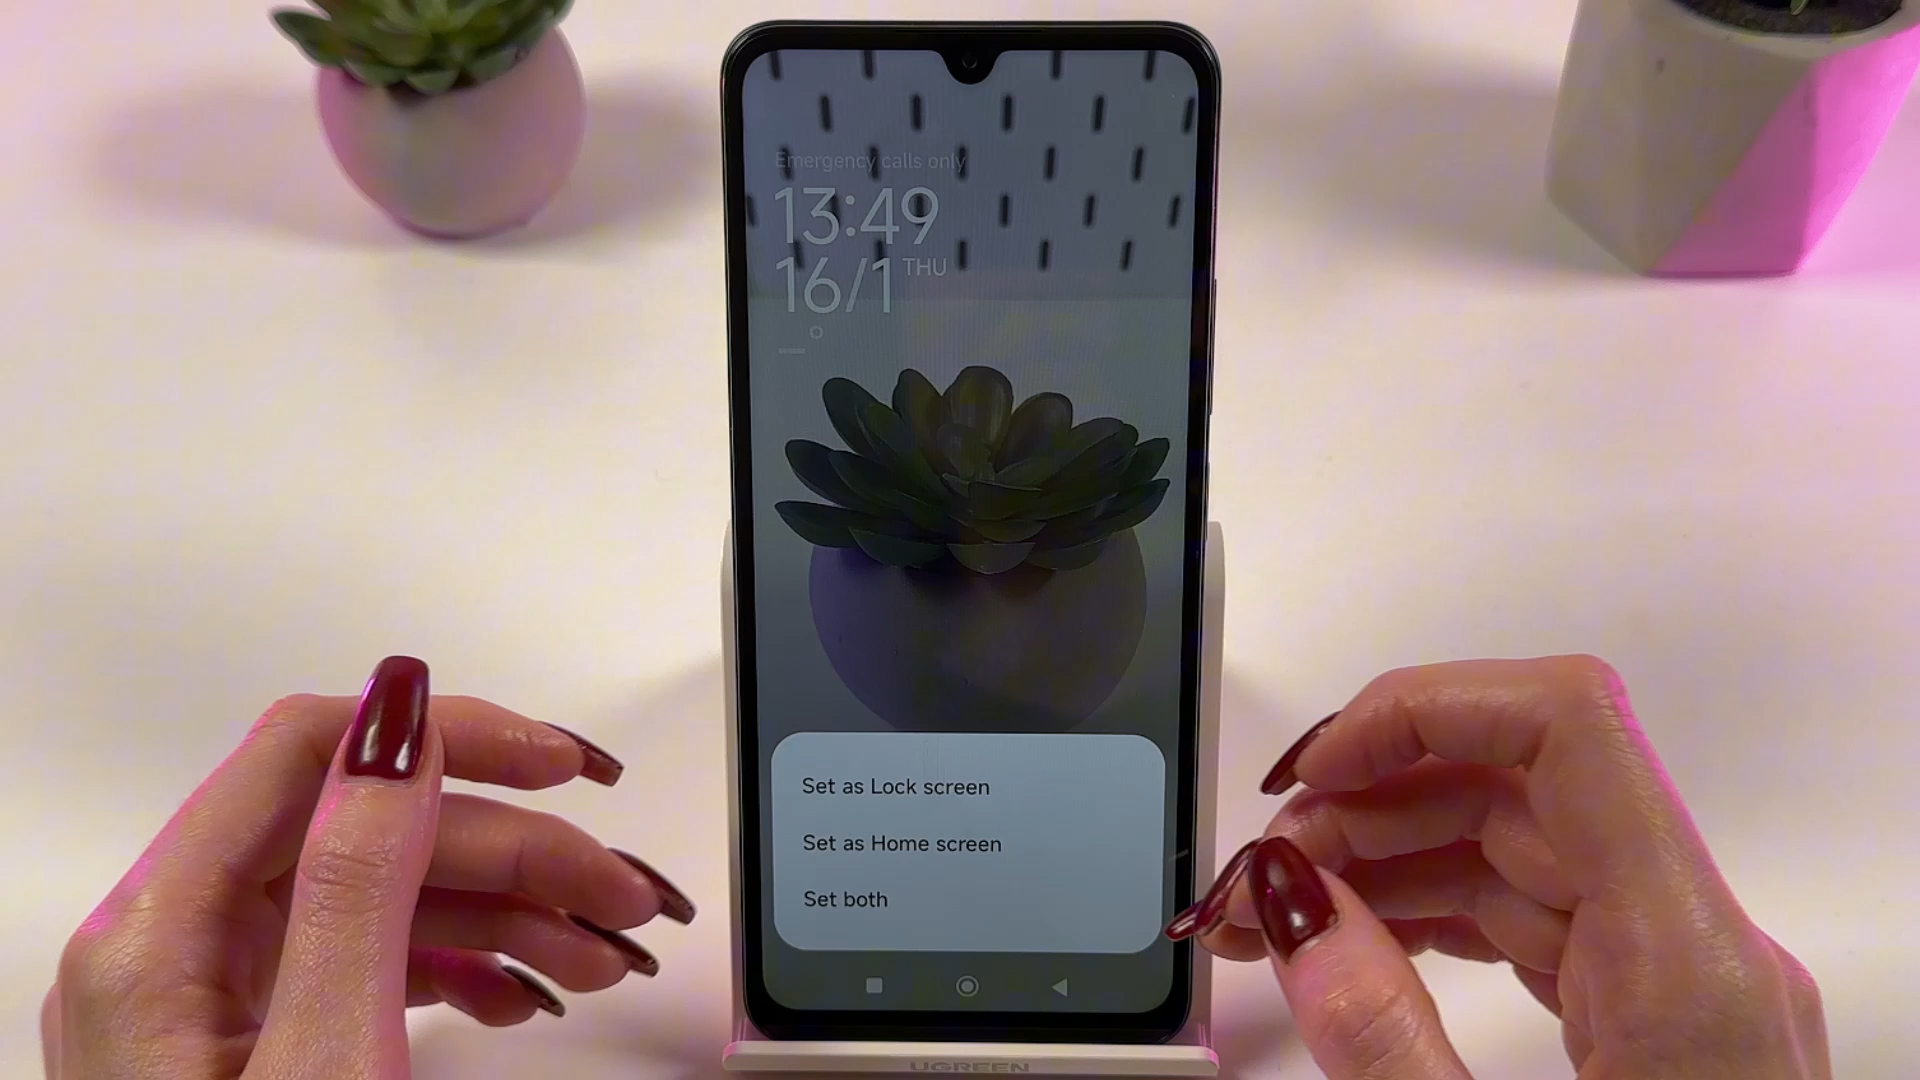 Emergency calls only
13:49
16/1 THU
Set as Lock screen
Set as Home screen
Set both
UGREEN